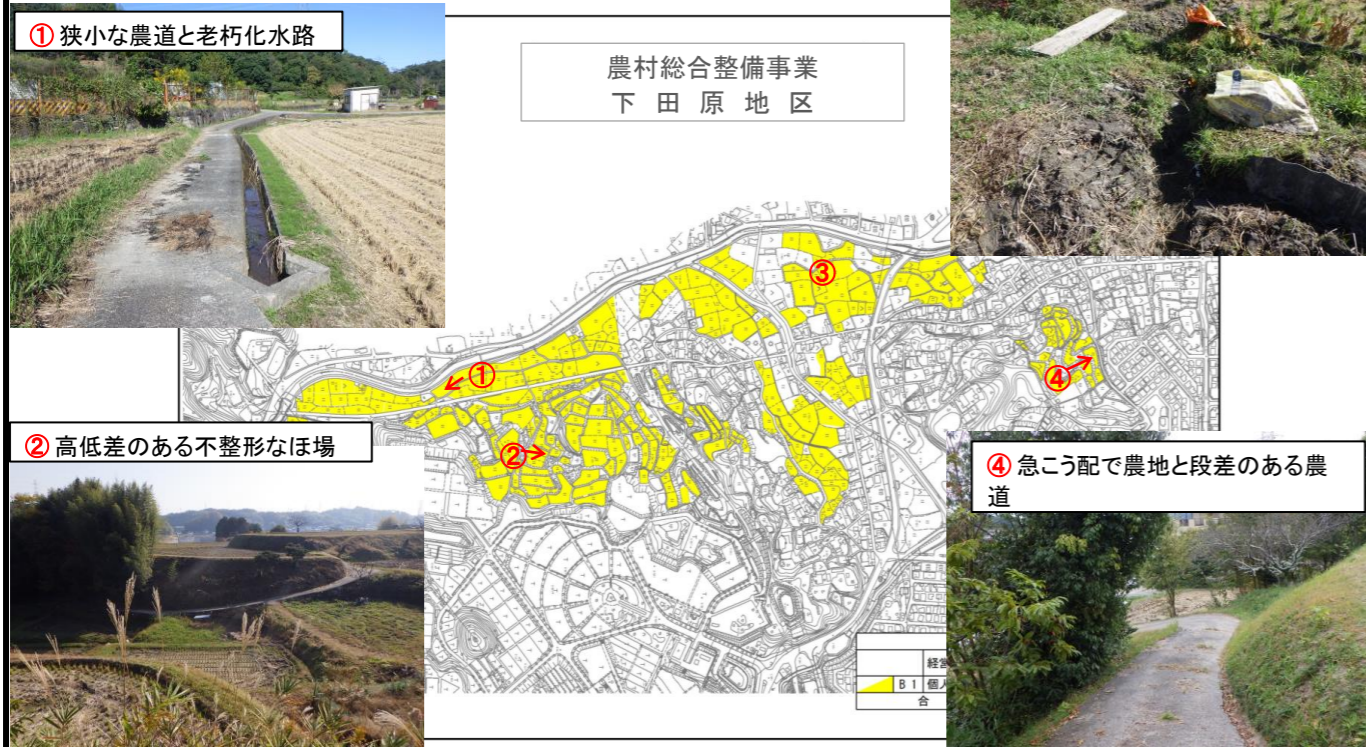 ① 狭小な農道と老朽化水路
農村総合整備事業
下田原地区
③
①
④
②
② 高低差のある不整形なほ場
④ 急こう配で農地と段差のある農
道
経営
B1 個人
合